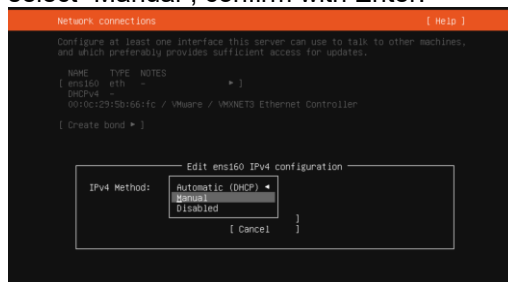 select "Manual", confirm with Enter.
Network connections [ Help ]
Configure at least one interface this server can use to talk to other machines,
and which preferably provides sufficient access for updates.
NAME TYPE NOTES
[ ens160 eth - ▸ ]
DHCPv4 -
00:0c:29:5b:66:fc / VMware / VMXNET3 Ethernet Controller
[ Create bond ▸ ]
Edit ens160 IPv4 configuration
IPv4 Method: Automatic (DHCP) ◂
Manual
Disabled
]
[ Cancel ]